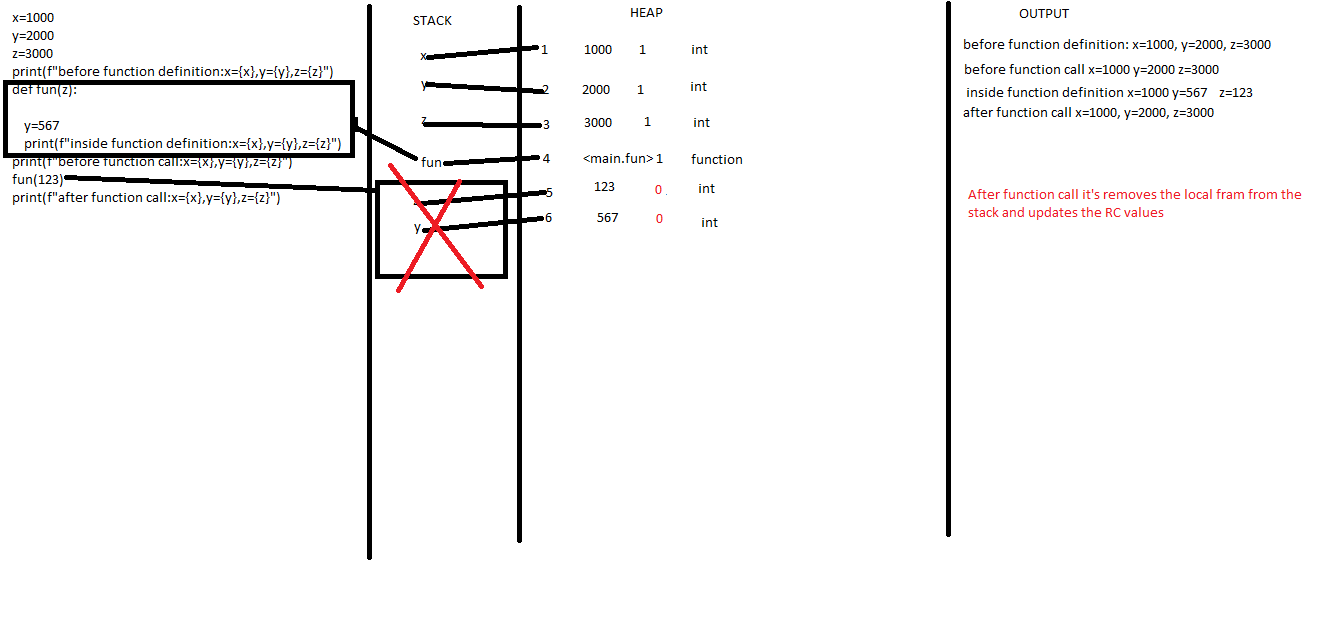 x=1000
y=2000
z=3000
print(f"before function definition:x={x},y={y},z={z}")
def fun(z):
y=567
print(f"inside function definition:x={x},y={y},z={z}")
print(f"before function call:x={x},y={y},z={z}")
fun(123)
print(f"after function call:x={x},y={y},z={z}")
STACK
x
y
z
fun
y
HEAP
1 1000 1 int
2 2000 1 int
3 3000 1 int
4 <main.fun> 1 function
5 123 0 int
6 567 0 int
OUTPUT
before function definition: x=1000, y=2000, z=3000
before function call x=1000 y=2000 z=3000
inside function definition x=1000 y=567 z=123
after function call x=1000, y=2000, z=3000
After function call it's removes the local fram from the
stack and updates the RC values